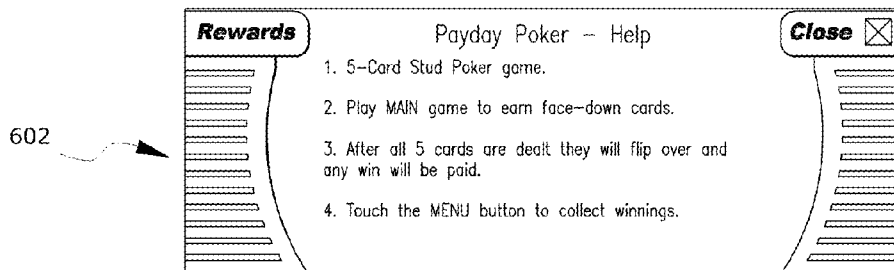 Rewards
Payday Poker – Help
Close
1. 5-Card Stud Poker game.
2. Play MAIN game to earn face-down cards.
602
3. After all 5 cards are dealt they will flip over and
any win will be paid.
4. Touch the MENU button to collect winnings.